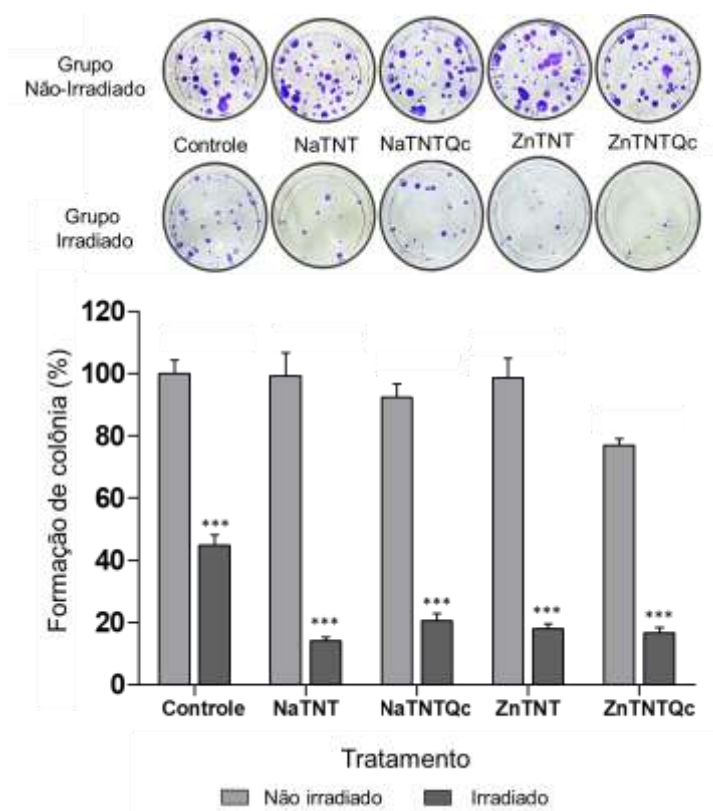 Grupo
Não-Irradiado
Controle NaTNT NaTNTQc ZnTNT ZnTNTQc
Grupo
Irradiado
Formação de colônia (%)
120
100
80
60
40
20
0
***
***
***
***
***
Controle NaTNT NaTNTQc ZnTNT ZnTNTQc
Tratamento
Não irradiado Irradiado